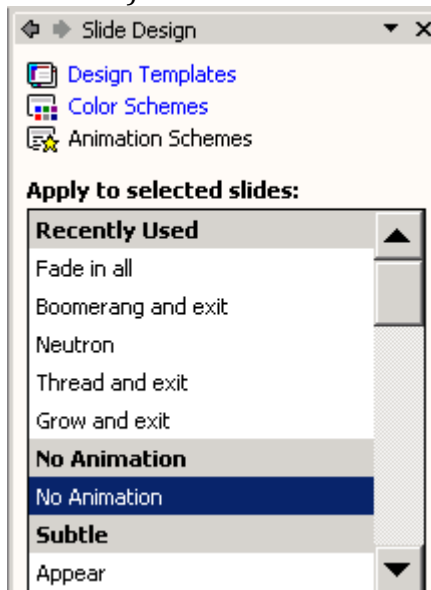 Slide Design
Design Templates
Color Schemes
Animation Schemes
Apply to selected slides:
Recently Used
Fade in all
Boomerang and exit
Neutron
Thread and exit
Grow and exit
No Animation
No Animation
Subtle
Appear